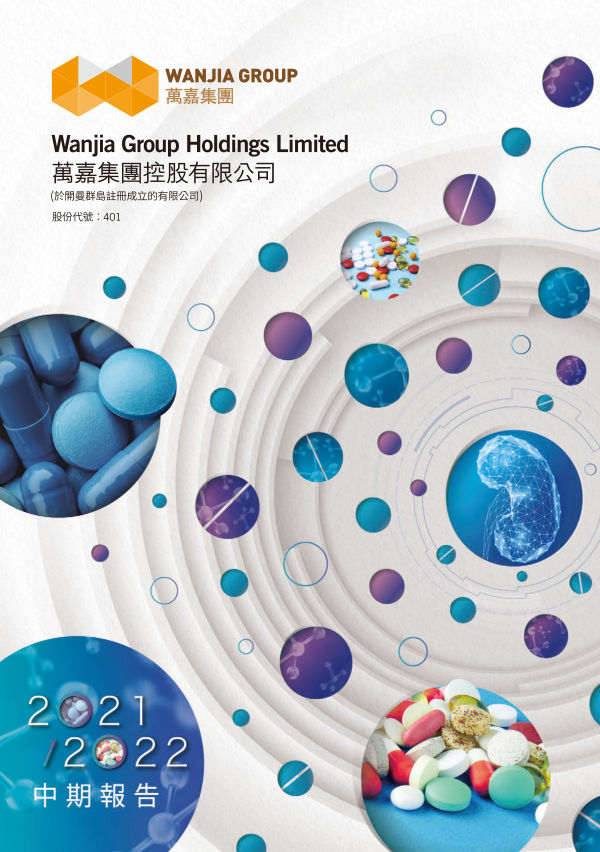 WANJIA GROUP
萬嘉集團
Wanjia Group Holdings Limited
萬嘉集團控股有限公司
(於開曼群島註冊成立的有限公司)
股份代號：401
2021
/2022
中期報告